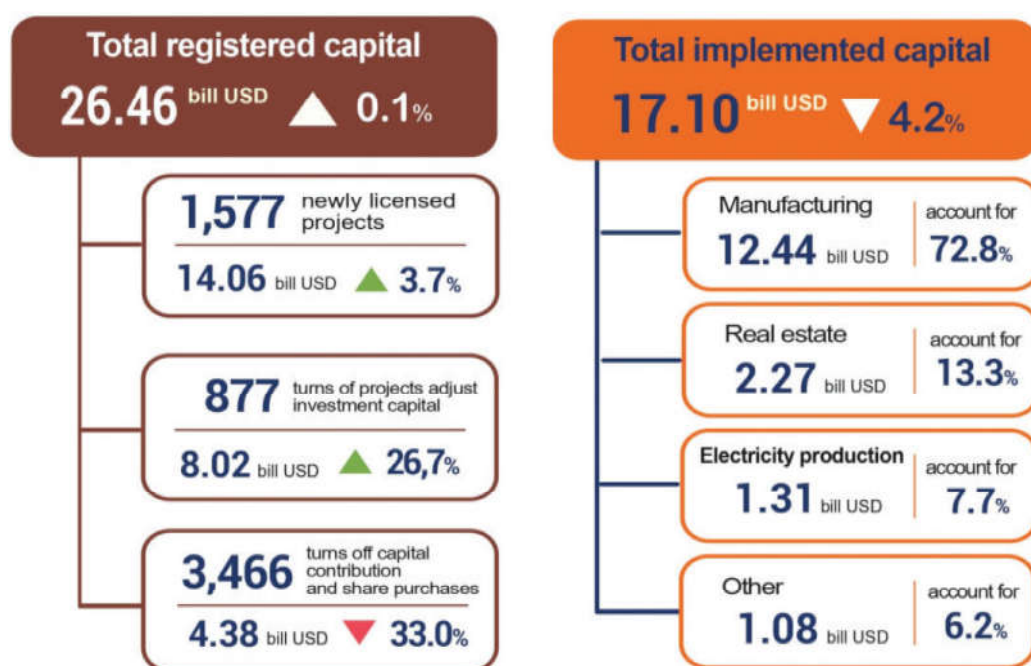 Total registered capital
26.46 bill USD ▲ 0.1%
1,577 newly licensed
projects
14.06 bill USD ▲ 3.7%
877 turns of projects adjust
investment capital
8.02 bill USD ▲ 26,7%
3,466 turns off capital
contribution
and share purchases
4.38 bill USD ▼ 33.0%
Total implemented capital
17.10 bill USD ▼ 4.2%
Manufacturing account for
12.44 bill USD 72.8%
Real estate account for
2.27 bill USD 13.3%
Electricity production account for
1.31 bill USD 7.7%
Other account for
1.08 bill USD 6.2%